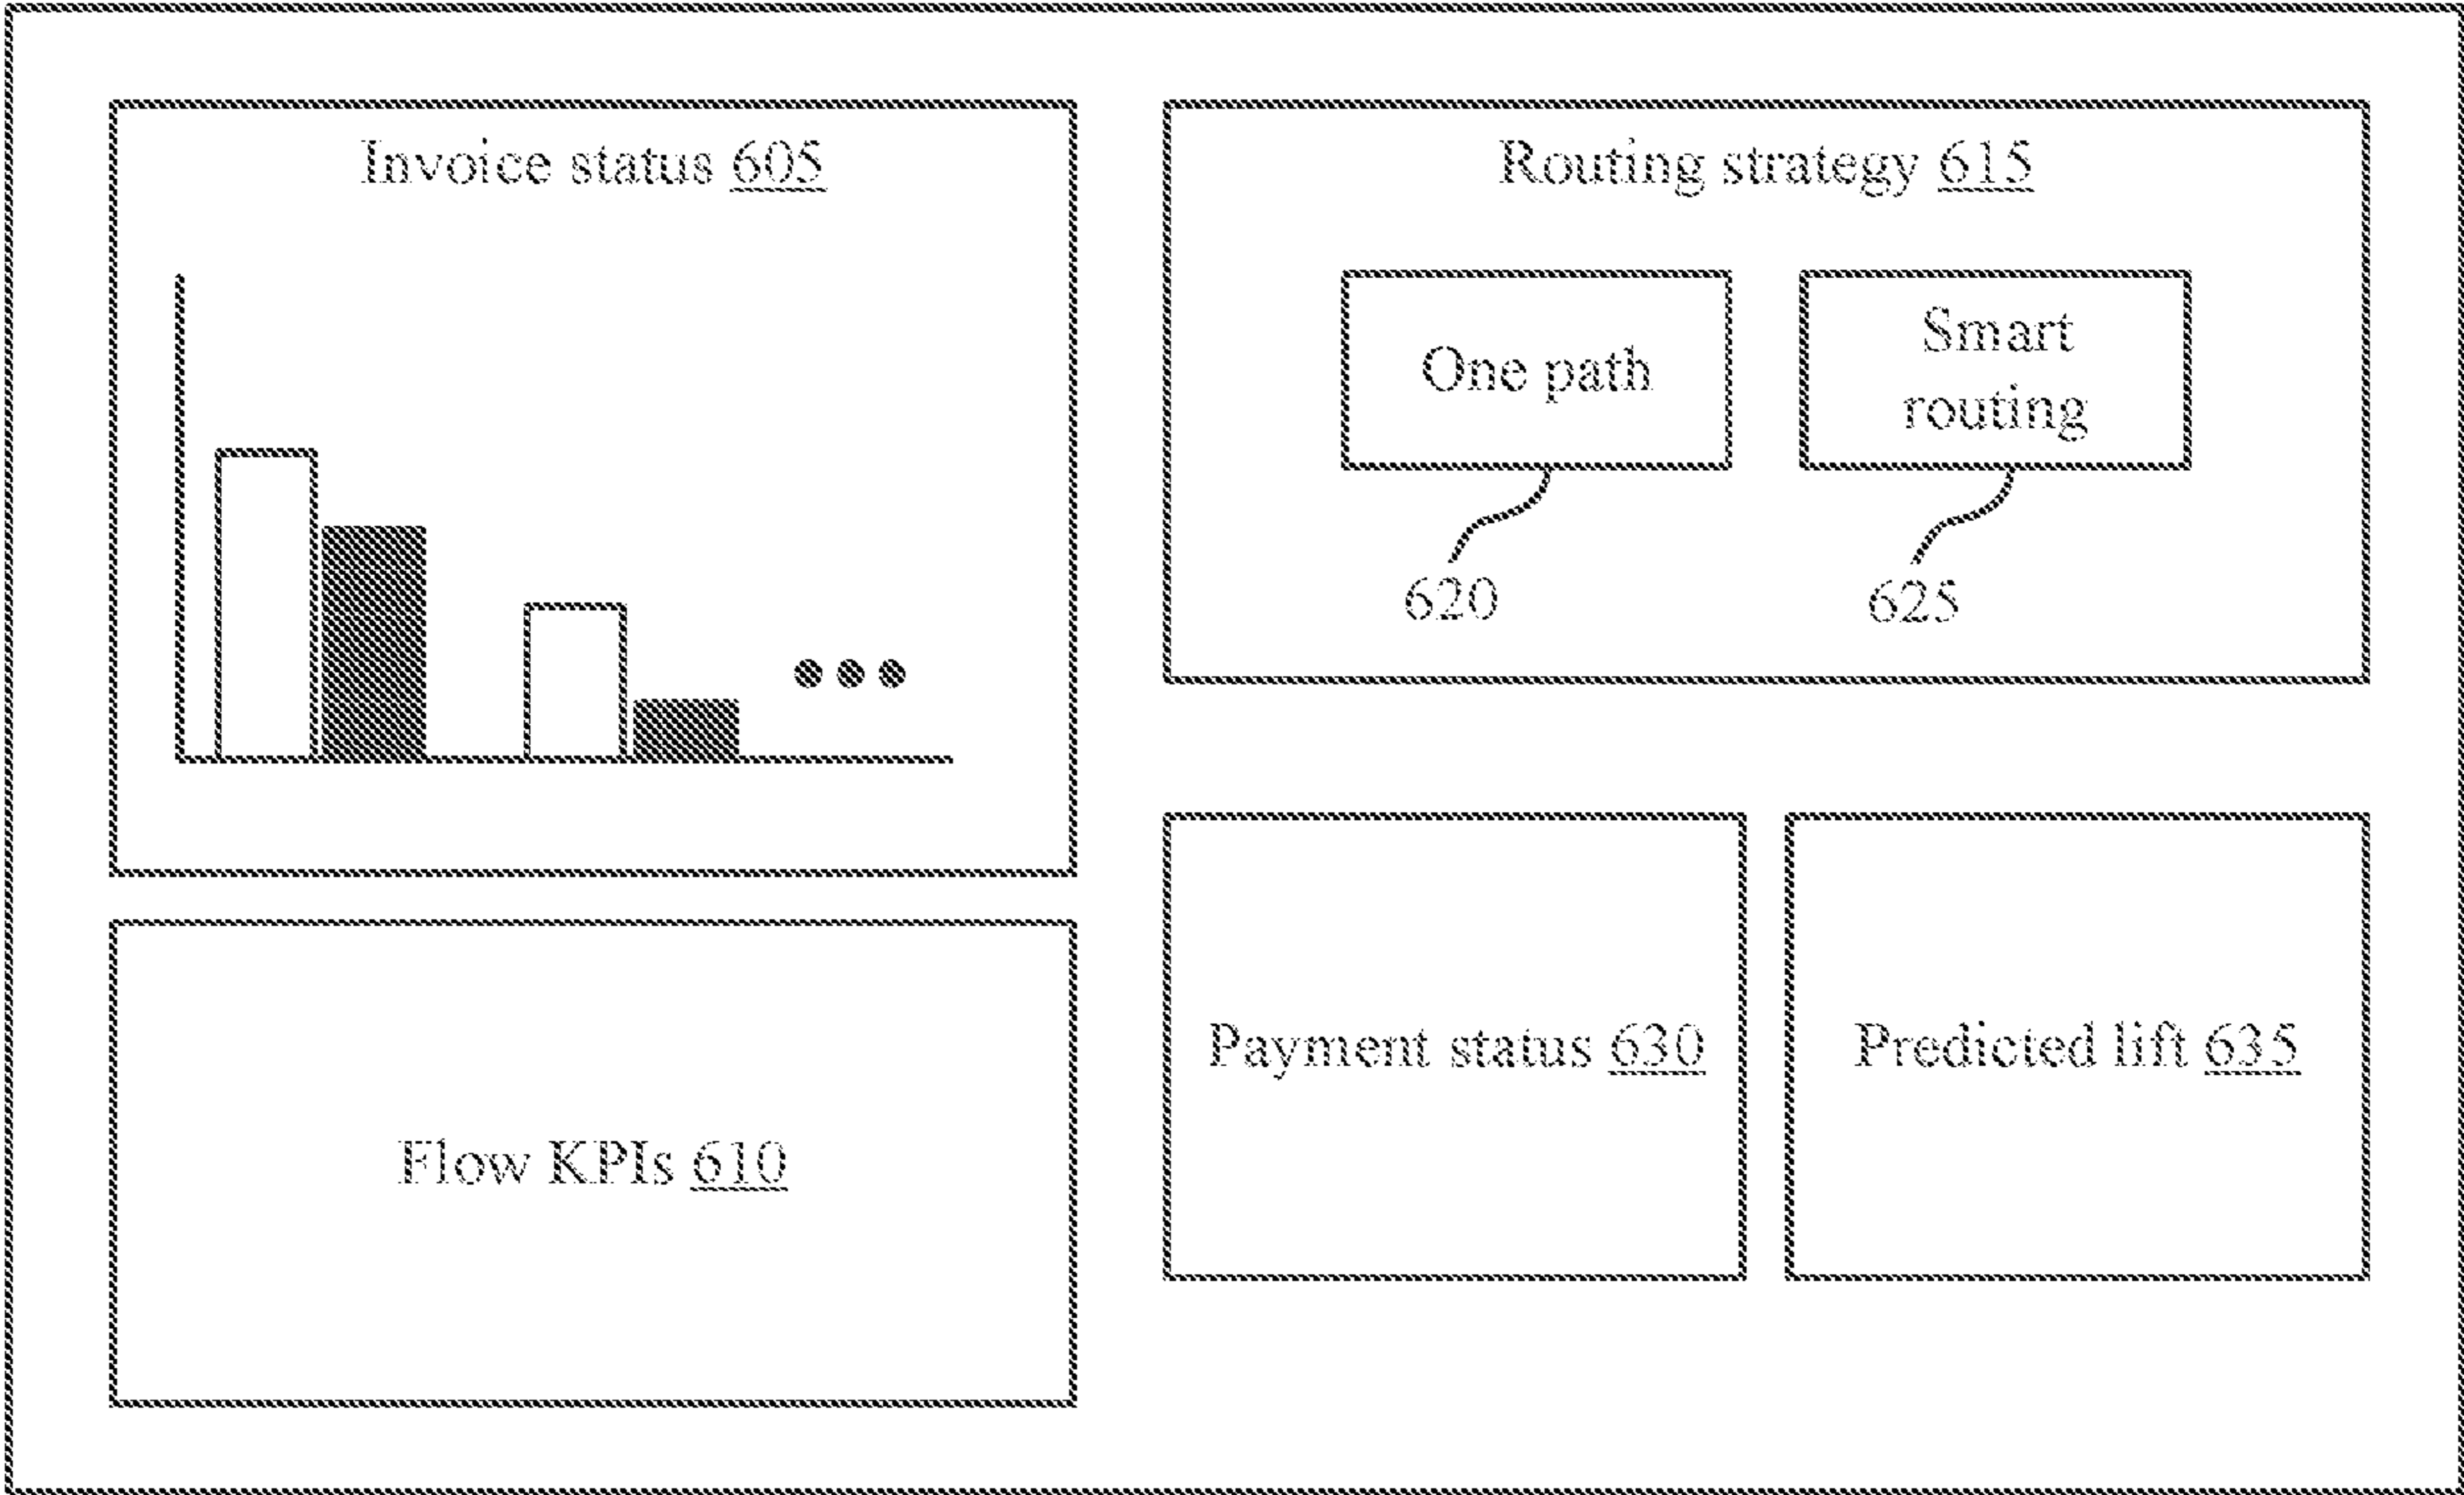 Invoice status 605
Routing strategy 615
One path
Smart
routing
620
625
Payment status 630
Predicted lift 635
Flow KPIs 610